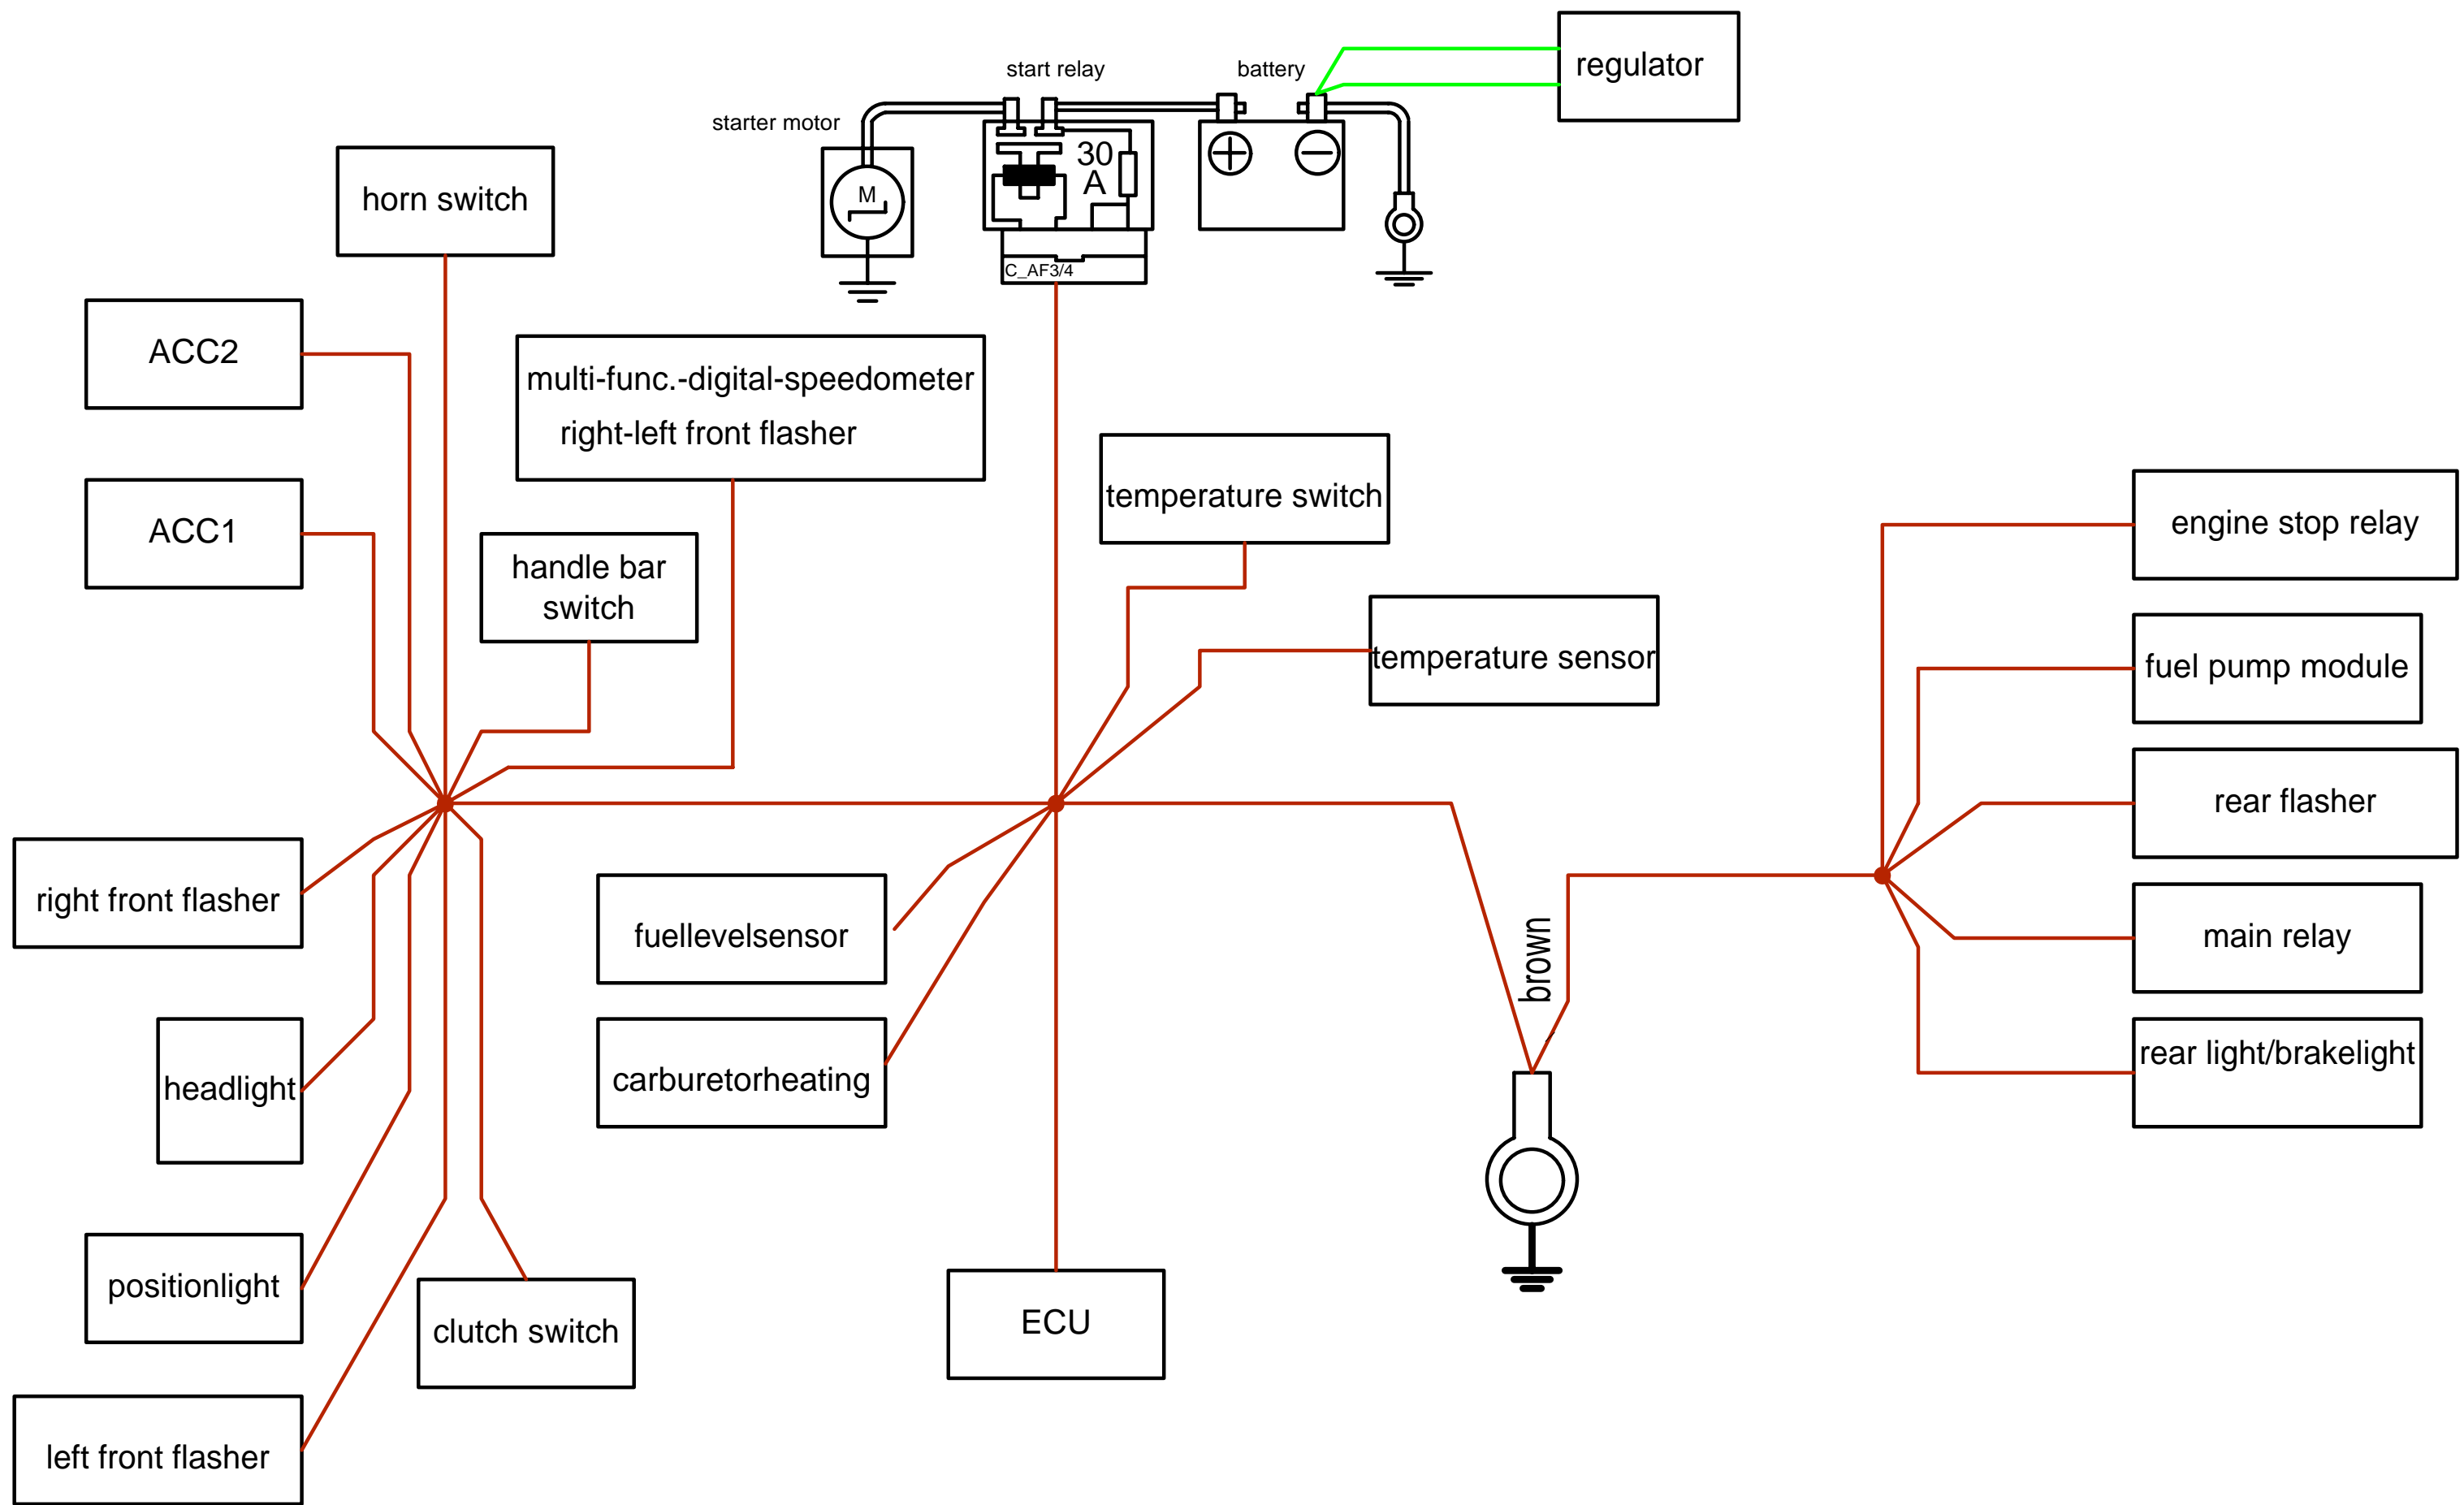 regulator
start relay
battery
starter motor
30
A
M
horn switch
C_AF3/4
ACC2
multi-func.-digital-speedometer
right-left front flasher
temperature switch
engine stop relay
ACC1
handle bar
switch
temperature sensor
fuel pump module
rear flasher
right front flasher
fuellevelsensor
brown
main relay
headlight
carburetorheating
rear light/brakelight
positionlight
clutch switch
ECU
left front flasher